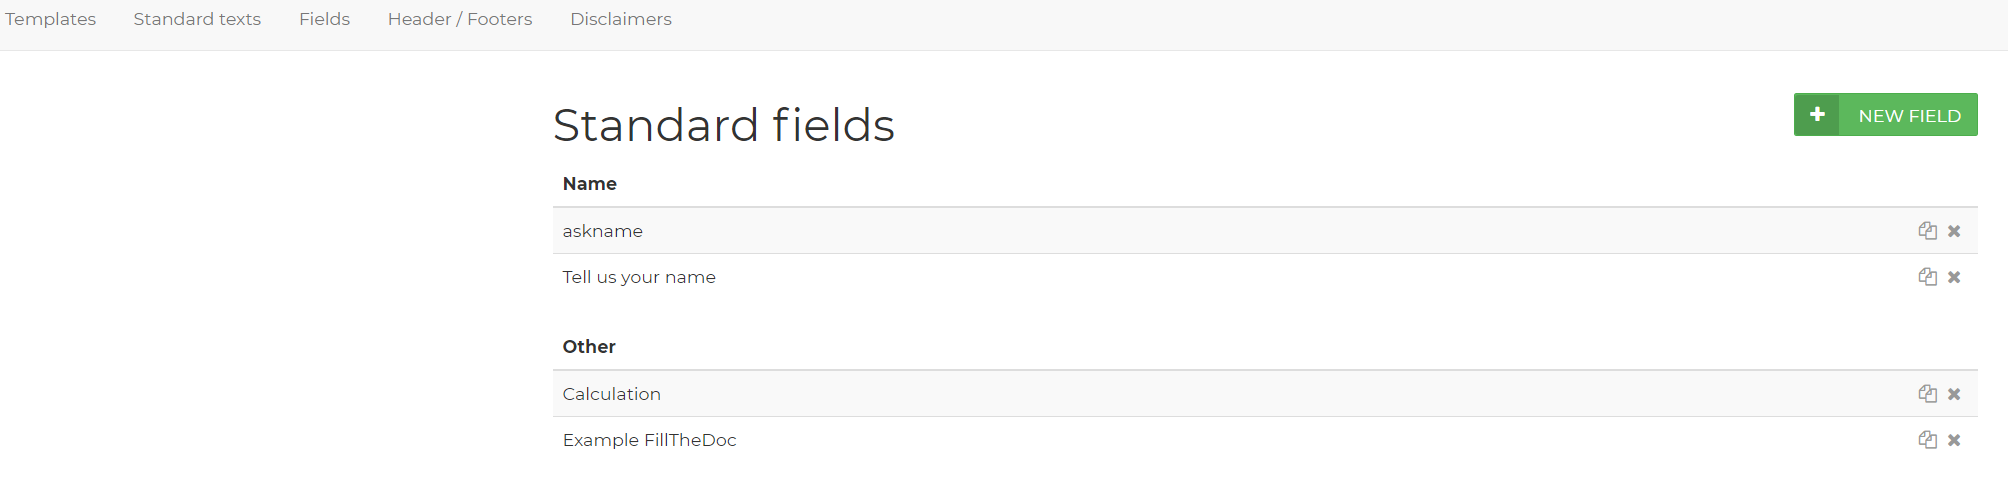 Templates Standard texts Fields Header / Footers Disclaimers
Standard fields
NEW FIELD
Name
askname
Tell us your name
Other
Calculation
Example FillTheDoc